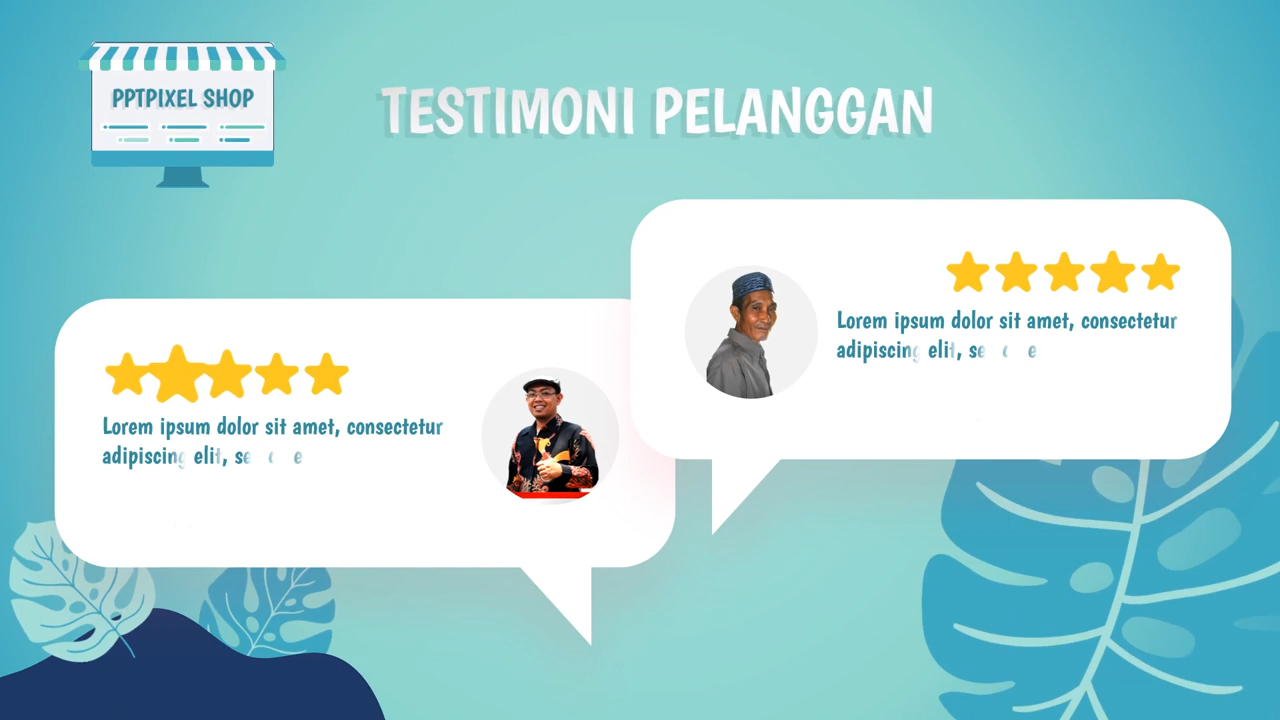 PPTPIXEL SHOP
TESTIMONI PELANGGAN
Lorem ipsum dolor sit amet, consectetur
adipiscing elit,
Lorem ipsum dolor sit amet, consectetur
adipiscing elit,